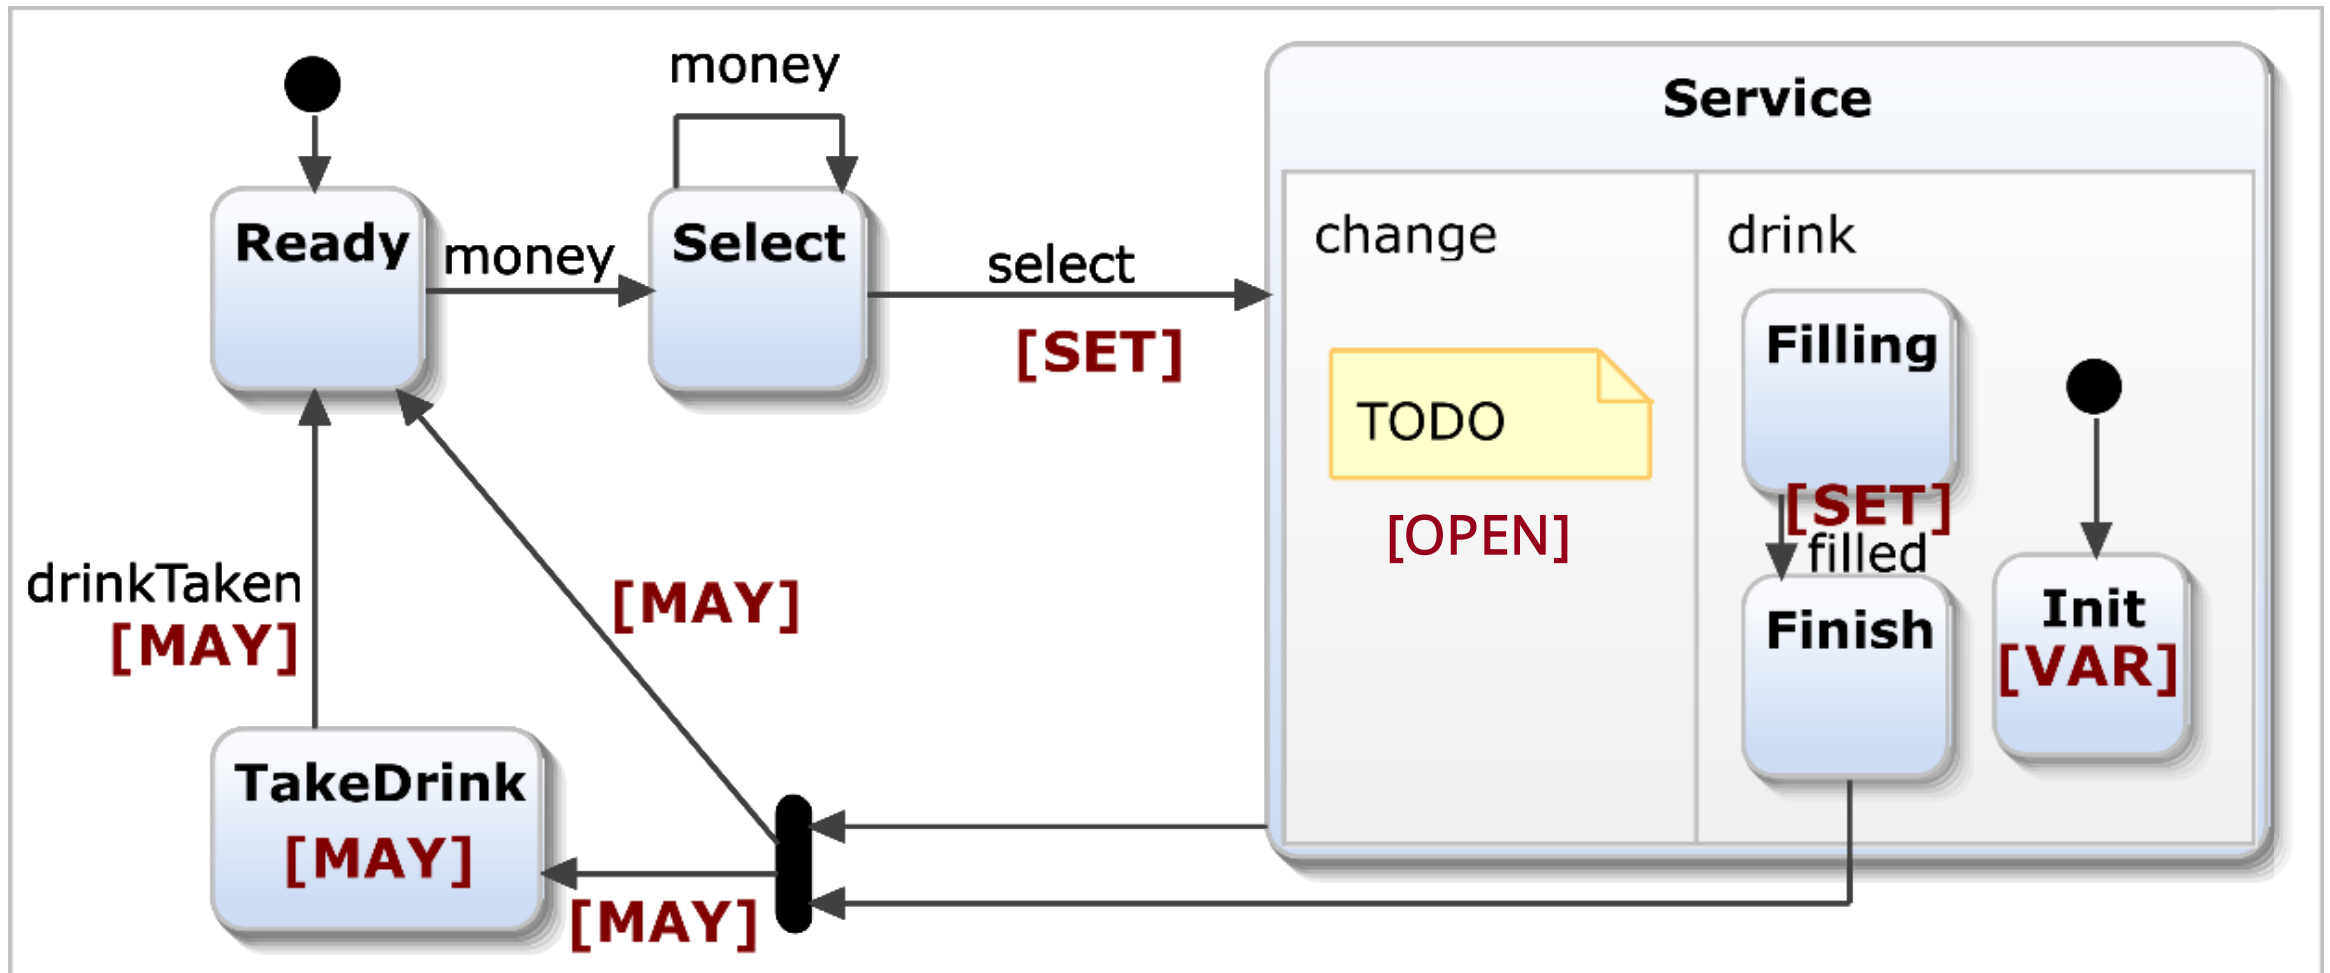 money
Service
Ready
money
Select
select
[SET]
change
TODO
[OPEN]
drink
Filling
[SET]
filled
Finish
Init
[VAR]
drinkTaken
[MAY]
[MAY]
TakeDrink
[MAY]
[MAY]